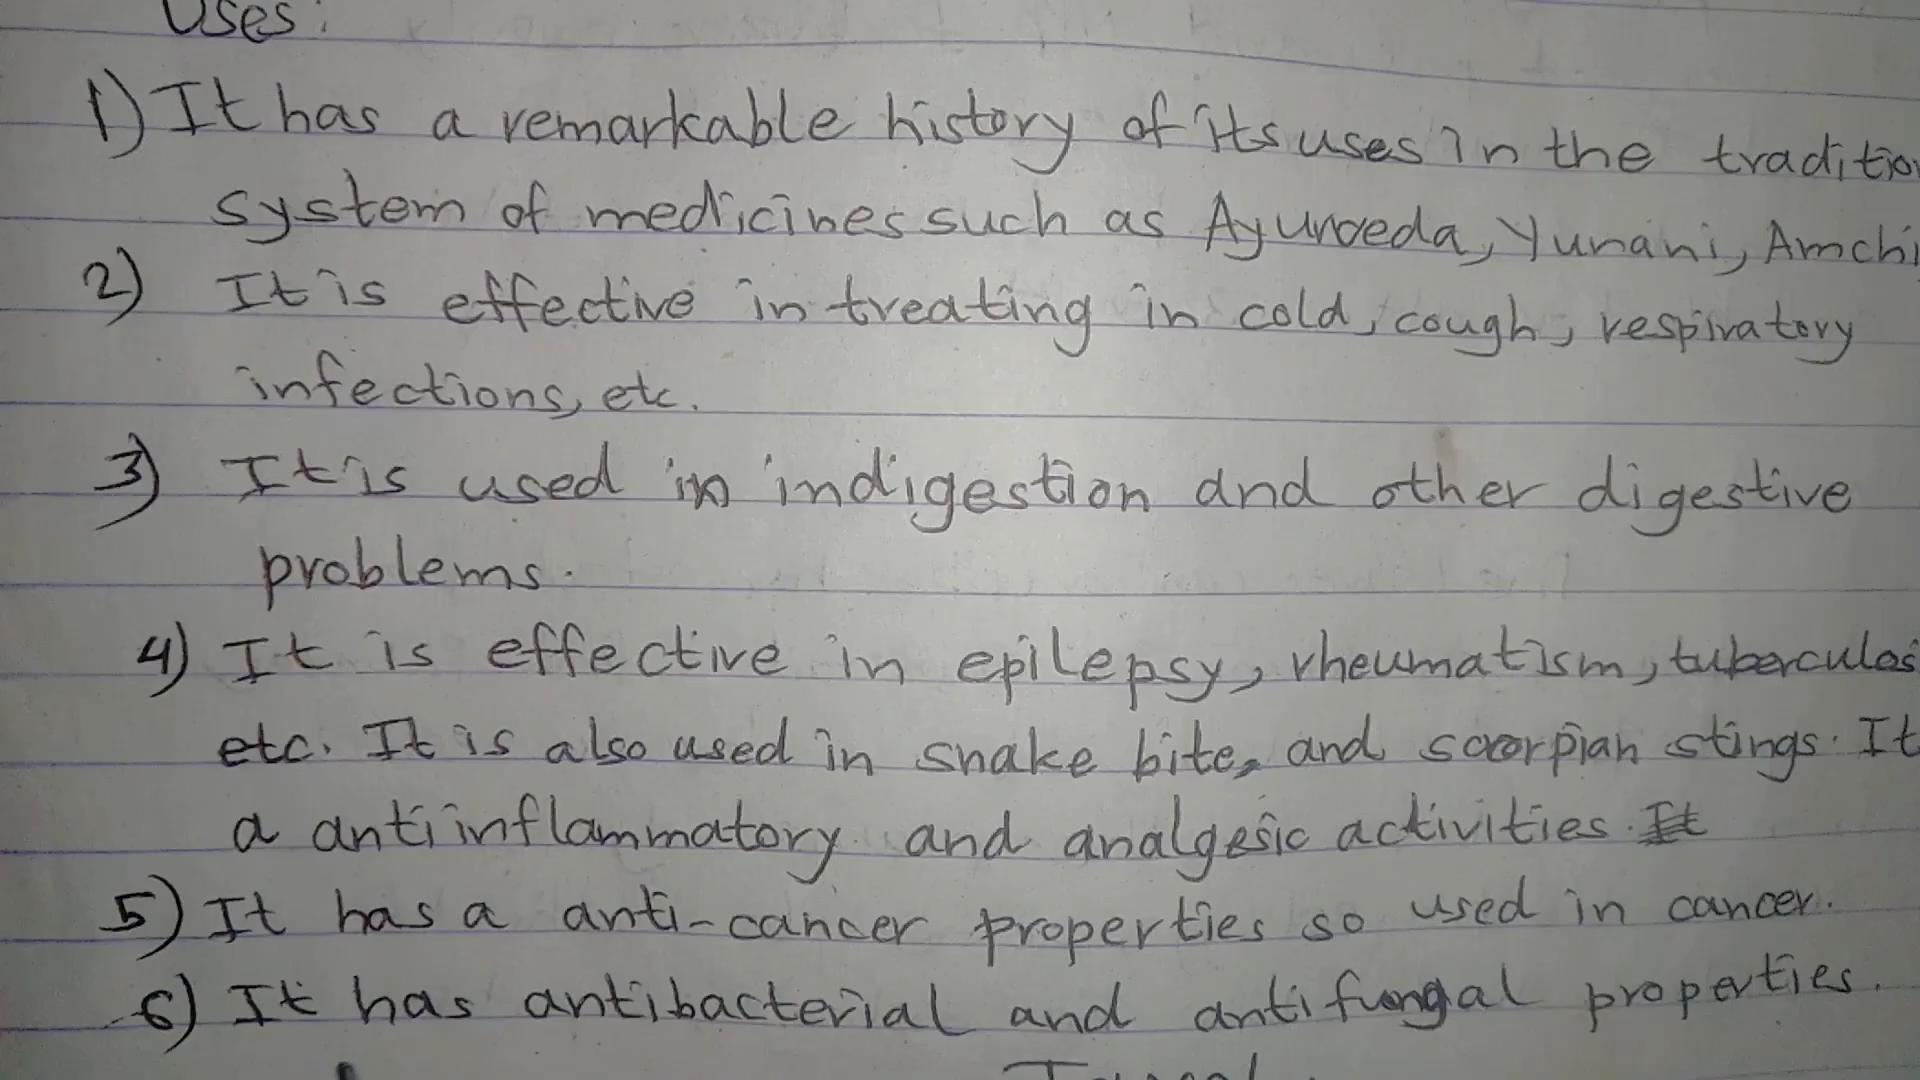 Uses:
1) It has a remarkable history of its uses in the traditio
system of medicines such as Ayurveda, Yunani, Amchi
2) It is effective in treating in cold, cough, respiratory
infections, etc.
3) It is used in indigestion and other digestive
problems.
4) It is effective in epilepsy, rheumatism, tuberculos
etc. It is also used in snake bite, and scorpian stings. It
a antiinflammatory and analgesic activities. It
5) It has a anti-cancer properties so used in cancer.
6) It has antibacterial and antifungal properties.